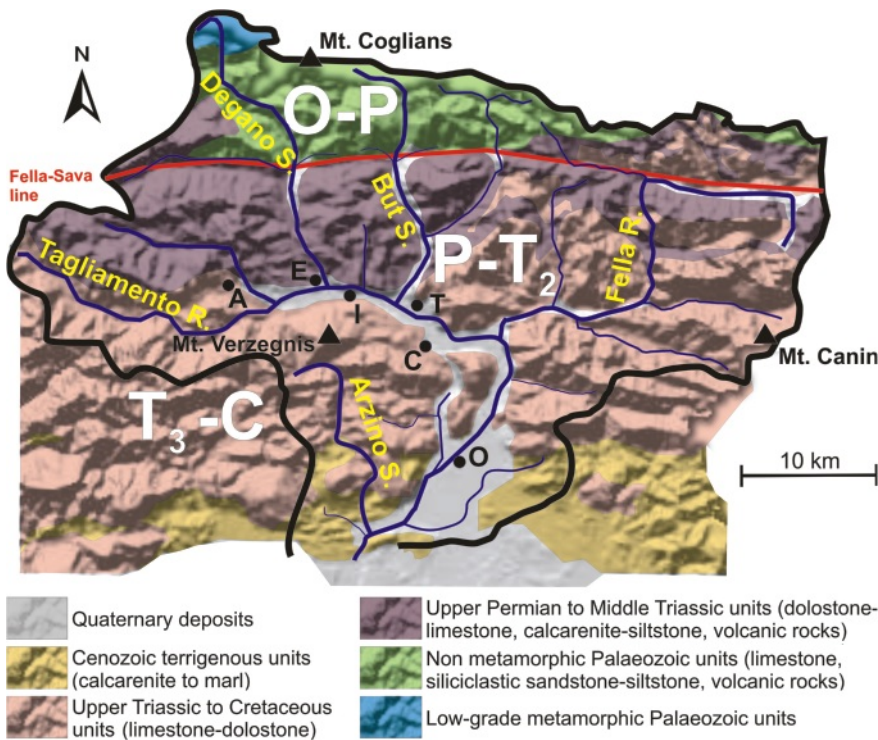 Mt. Coglians
N
O-P
Degano S.
Fella-Sava
line
But S.
P-T2
Fella R.
Tagliamento R.
E
A
I
T
Mt. Verzegnis
C
Mt. Canin
T3-C
Arzino S.
O
10 km
Quaternary deposits
Cenozoic terrigenous units
(calcarenite to marl)
Upper Triassic to Cretaceous
units (limestone-dolostone)
Upper Permian to Middle Triassic units (dolostone-
limestone, calcarenite-siltstone, volcanic rocks)
Non metamorphic Palaeozoic units (limestone,
siliciclastic sandstone-siltstone, volcanic rocks)
Low-grade metamorphic Palaeozoic units